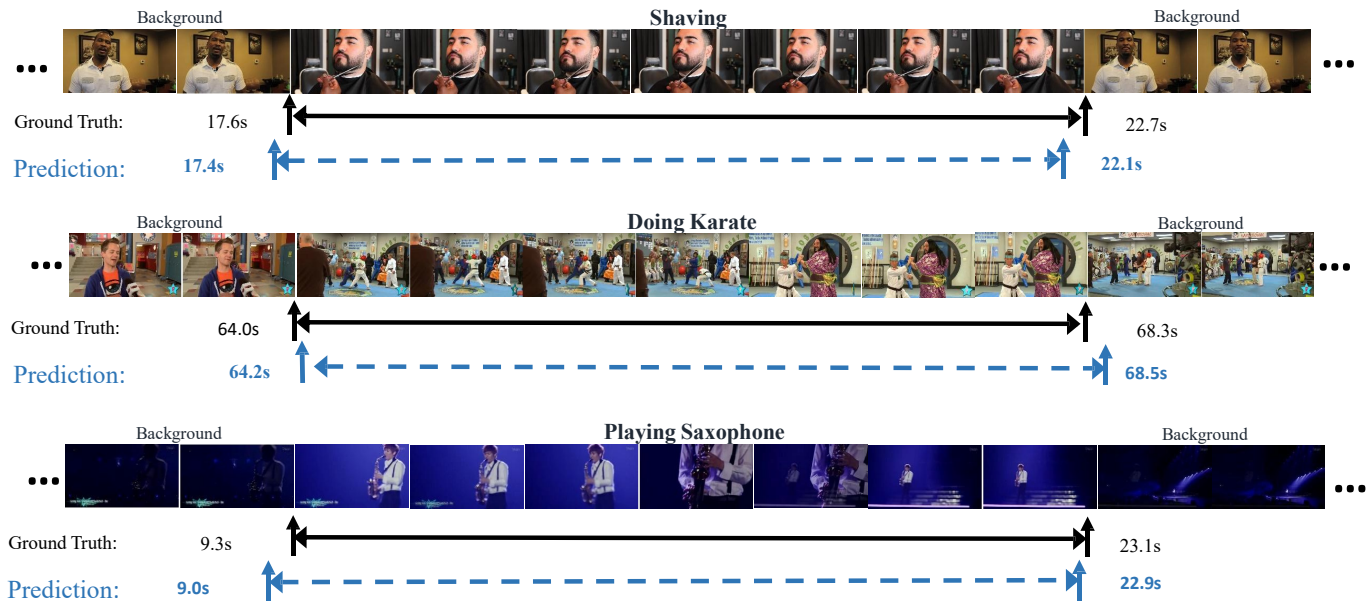 Background Shaving Background
... ...
Ground Truth: 17.6s 22.7s
Prediction: 17.4s 22.1s
Background Doing Karate Background
... ...
Ground Truth: 64.0s 68.3s
Prediction: 64.2s 68.5s
Background Playing Saxophone Background
... ...
Ground Truth: 9.3s 23.1s
Prediction: 9.0s 22.9s